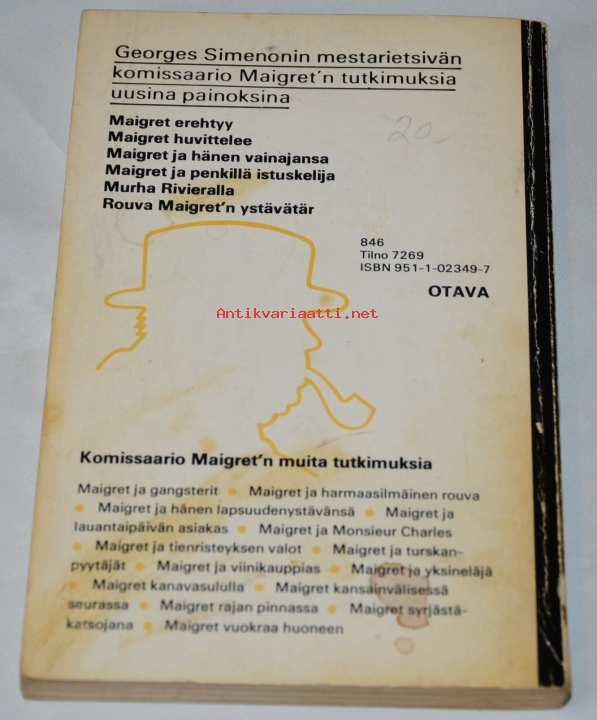 Georges Simenonin mestarietsivän
komissaario Maigret'n tutkimuksia
uusina painoksina
20.-
Maigret erehtyy
Maigret huvittelee
Maigret ja hänen vainajansa
Maigret ja penkillä istuskelija
Murha Rivieralla
Rouva Maigret'n ystävätär
846
Tilno 7269
ISBN 951-1-02349-7
OTAVA
Antikvariaatti.net
Komissaario Maigret'n muita tutkimuksia
Maigret ja gangsterit • Maigret ja harmaasilmäinen rouva
• Maigret ja hänen lapsuudenystävänsä • Maigret ja
lauantaipäivän asiakas • Maigret ja Monsieur Charles
• Maigret ja tienristeyksen valot • Maigret ja turskan-
pyytäjät • Maigret ja viinikauppias • Maigret ja yksineläjä
• Maigret kanavasululla • Maigret kansainvälisessä
seurassa • Maigret rajan pinnassa • Maigret syrjästä-
katsojana • Maigret vuokraa huoneen